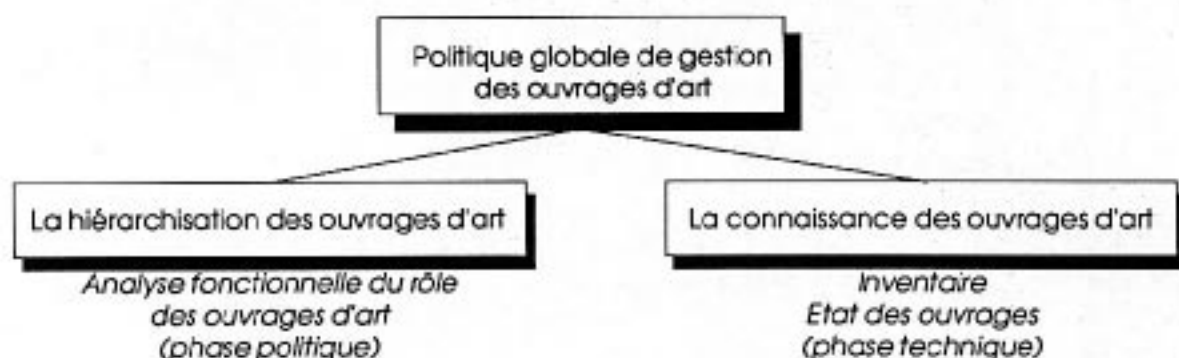 Politique globale de gestion
des ouvrages d'art
La hiérarchisation des ouvrages d'art
Analyse fonctionnelle du rôle
des ouvrages d'art
(phase politique)
La connaissance des ouvrages d'art
Inventaire
Etat des ouvrages
(phase technique)